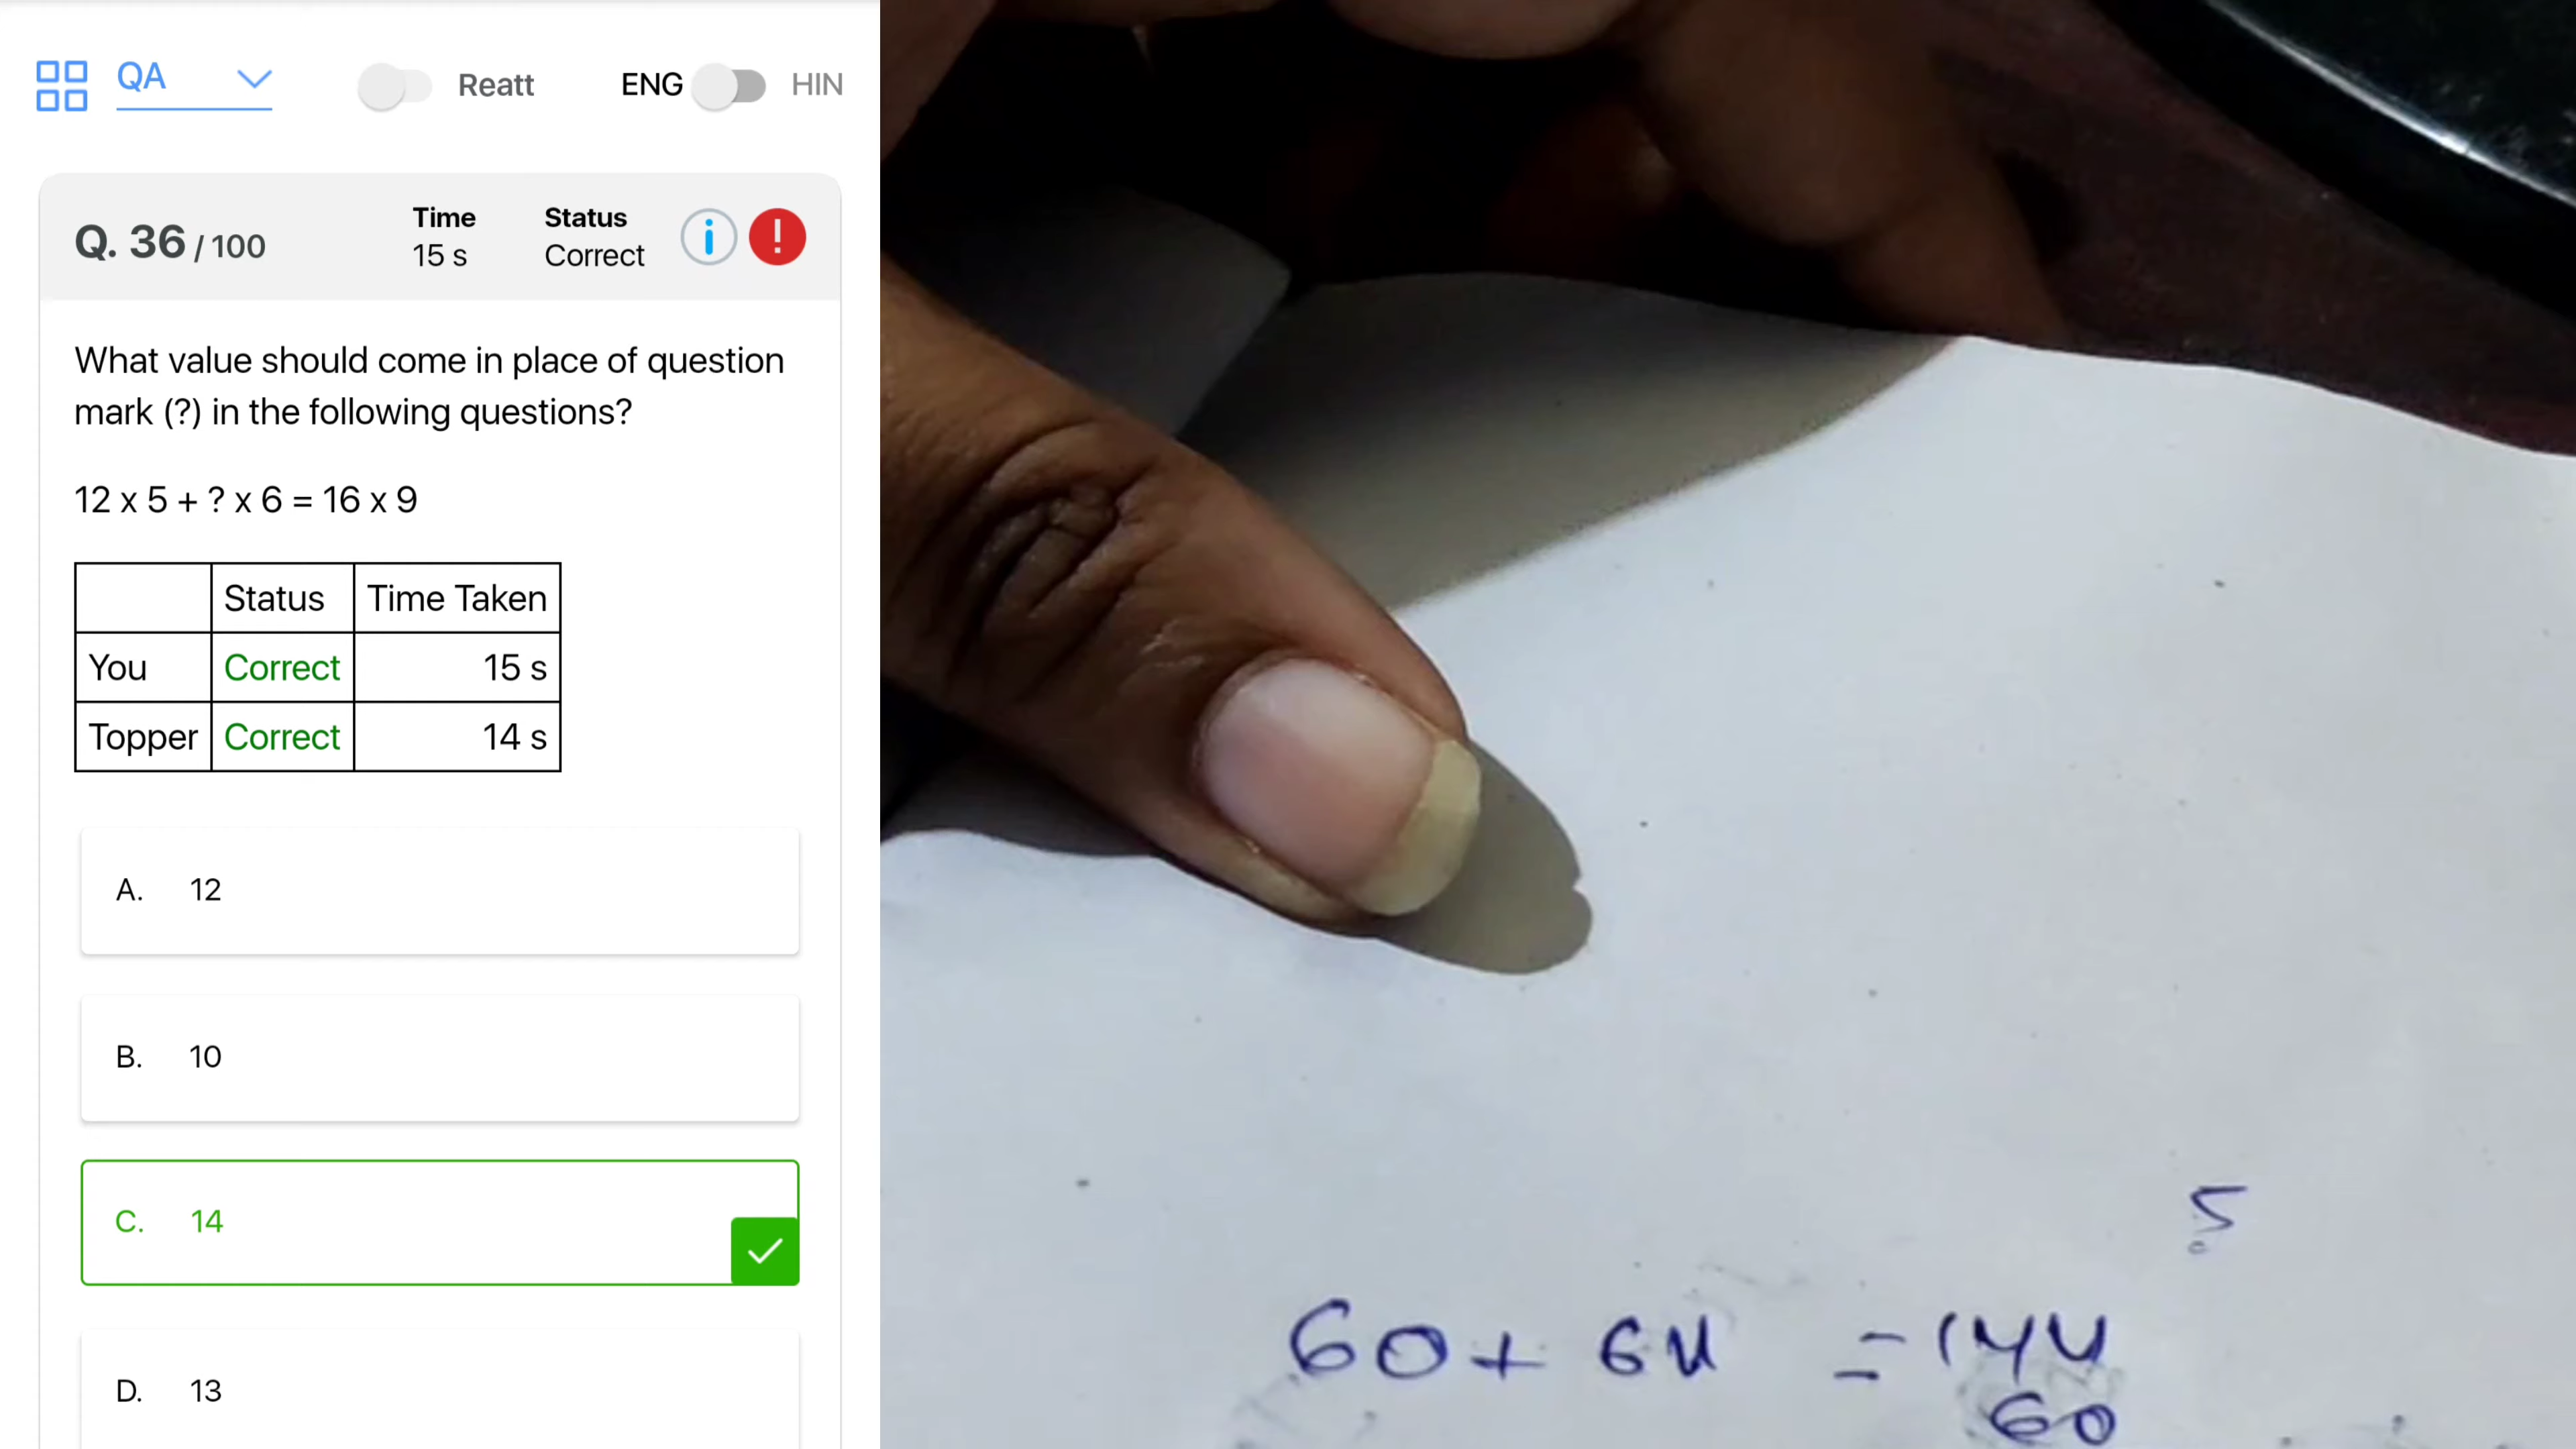 QA Reatt ENG HIN
Q. 36 / 100
Time
15 s
Status
Correct
What value should come in place of question
mark (?) in the following questions?
12 x 5 + ? x 6 = 16 x 9
Status Time Taken
You Correct 15 s
Topper Correct 14 s
A. 12
B. 10
C. 14
D. 13
5
60 + 6x = 144
60